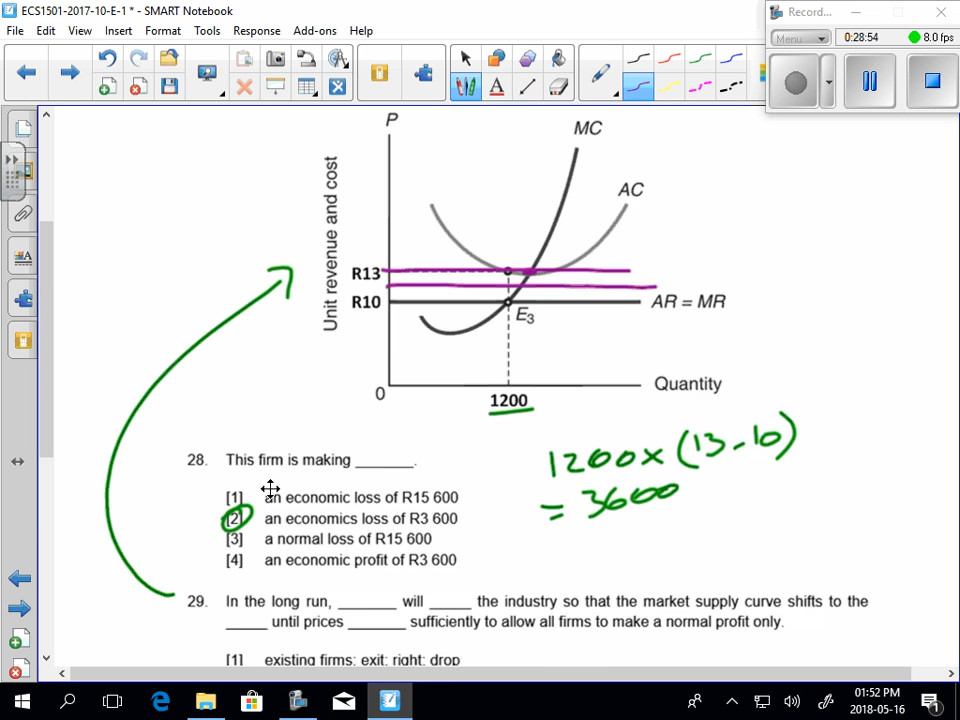 ECS1501-2017-10-E-1 * - SMART Notebook
File Edit View Insert Format Tools Response Add-ons Help
Record...
Menu 0:28:54 8.0 fps
P
MC
AC
Unit revenue and cost
R13
R10
AR = MR
E3
0
Quantity
1200
1200 x (13 - 10)
= 3600
28. This firm is making _______.
[1] an economic loss of R15 600
[2] an economics loss of R3 600
[3] a normal loss of R15 600
[4] an economic profit of R3 600
29. In the long run, _______ will _____ the industry so that the market supply curve shifts to the
_____ until prices _______ sufficiently to allow all firms to make a normal profit only.
[1] existing firms; exit; right; drop
01:52 PM
2018-05-16
1